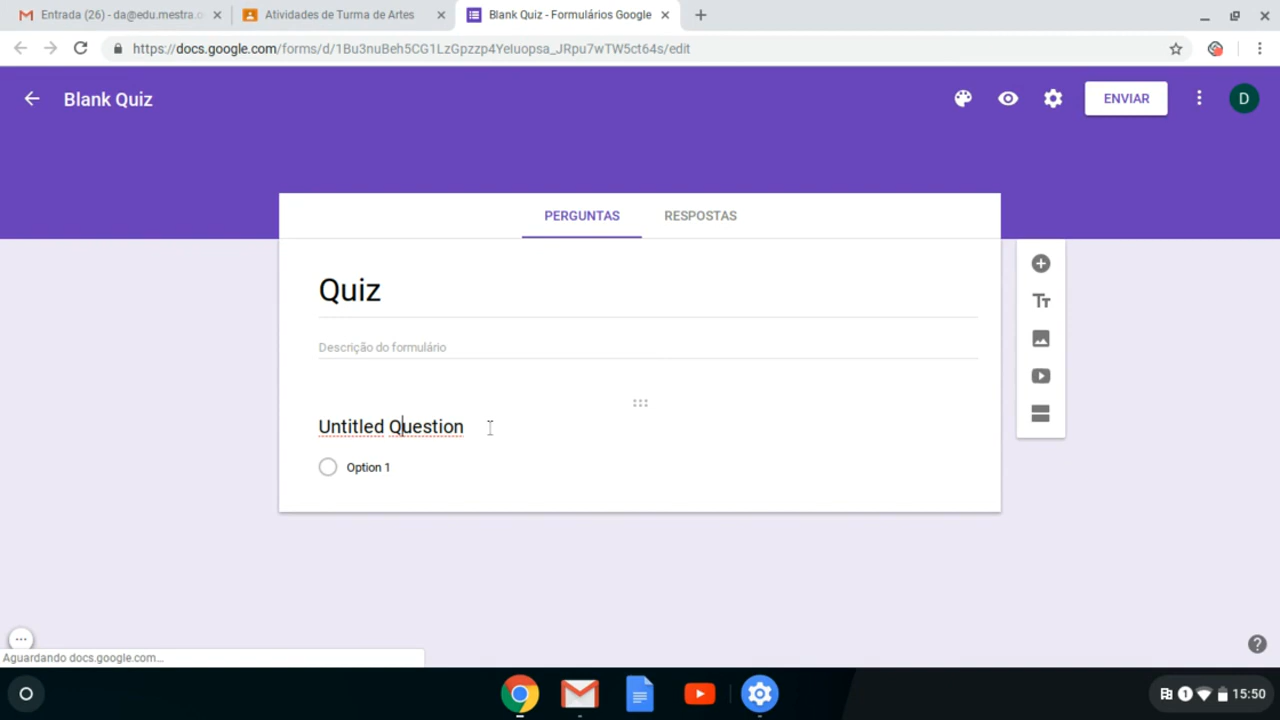 Entrada (26) - da@edu.mestra.o
Atividades de Turma de Artes
Blank Quiz - Formulários Google
https://docs.google.com/forms/d/1Bu3nuBeh5CG1LzGpzzp4YeIuopsa_JRpu7wTW5ct64s/edit
Blank Quiz
ENVIAR
D
PERGUNTAS
RESPOSTAS
Quiz
Descrição do formulário
Untitled Question
Option 1
Aguardando docs.google.com...
1
15:50